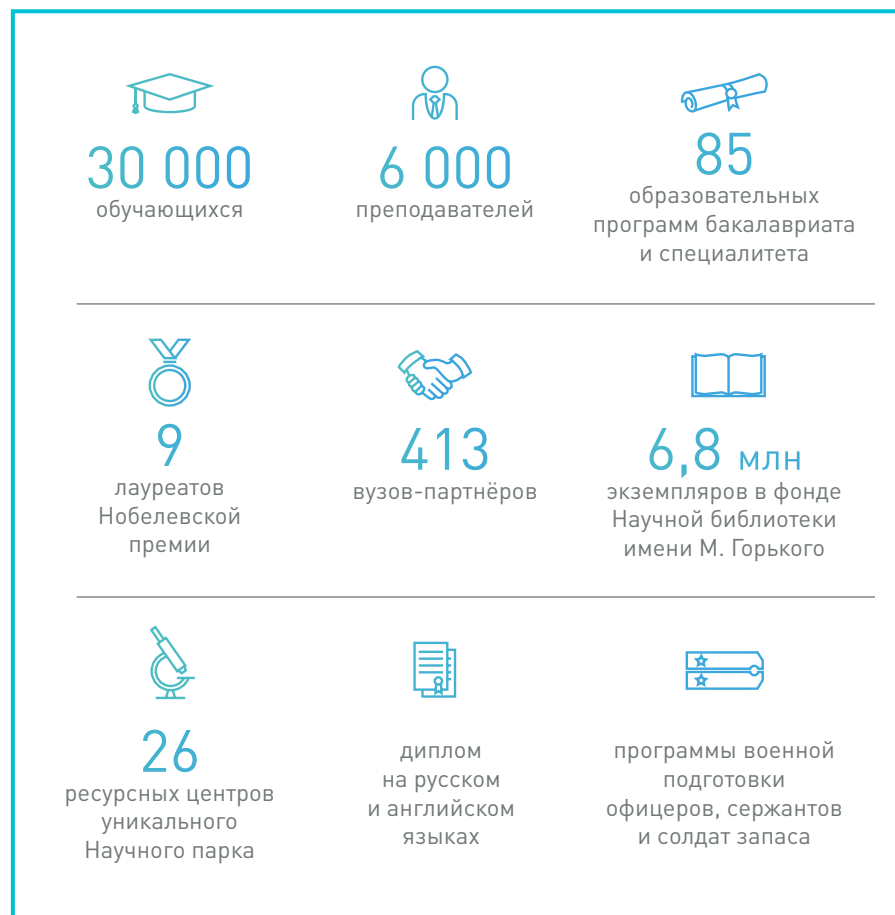 30 000
обучающихся
6 000
преподавателей
85
образовательных
программ бакалавриата
и специалитета
9
лауреатов
Нобелевской
премии
413
вузов-партнёров
6,8 млн
экземпляров в фонде
Научной библиотеки
имени М. Горького
26
ресурсных центров
уникального
Научного парка
диплом
на русском
и английском
языках
программы военной
подготовки
офицеров, сержантов
и солдат запаса